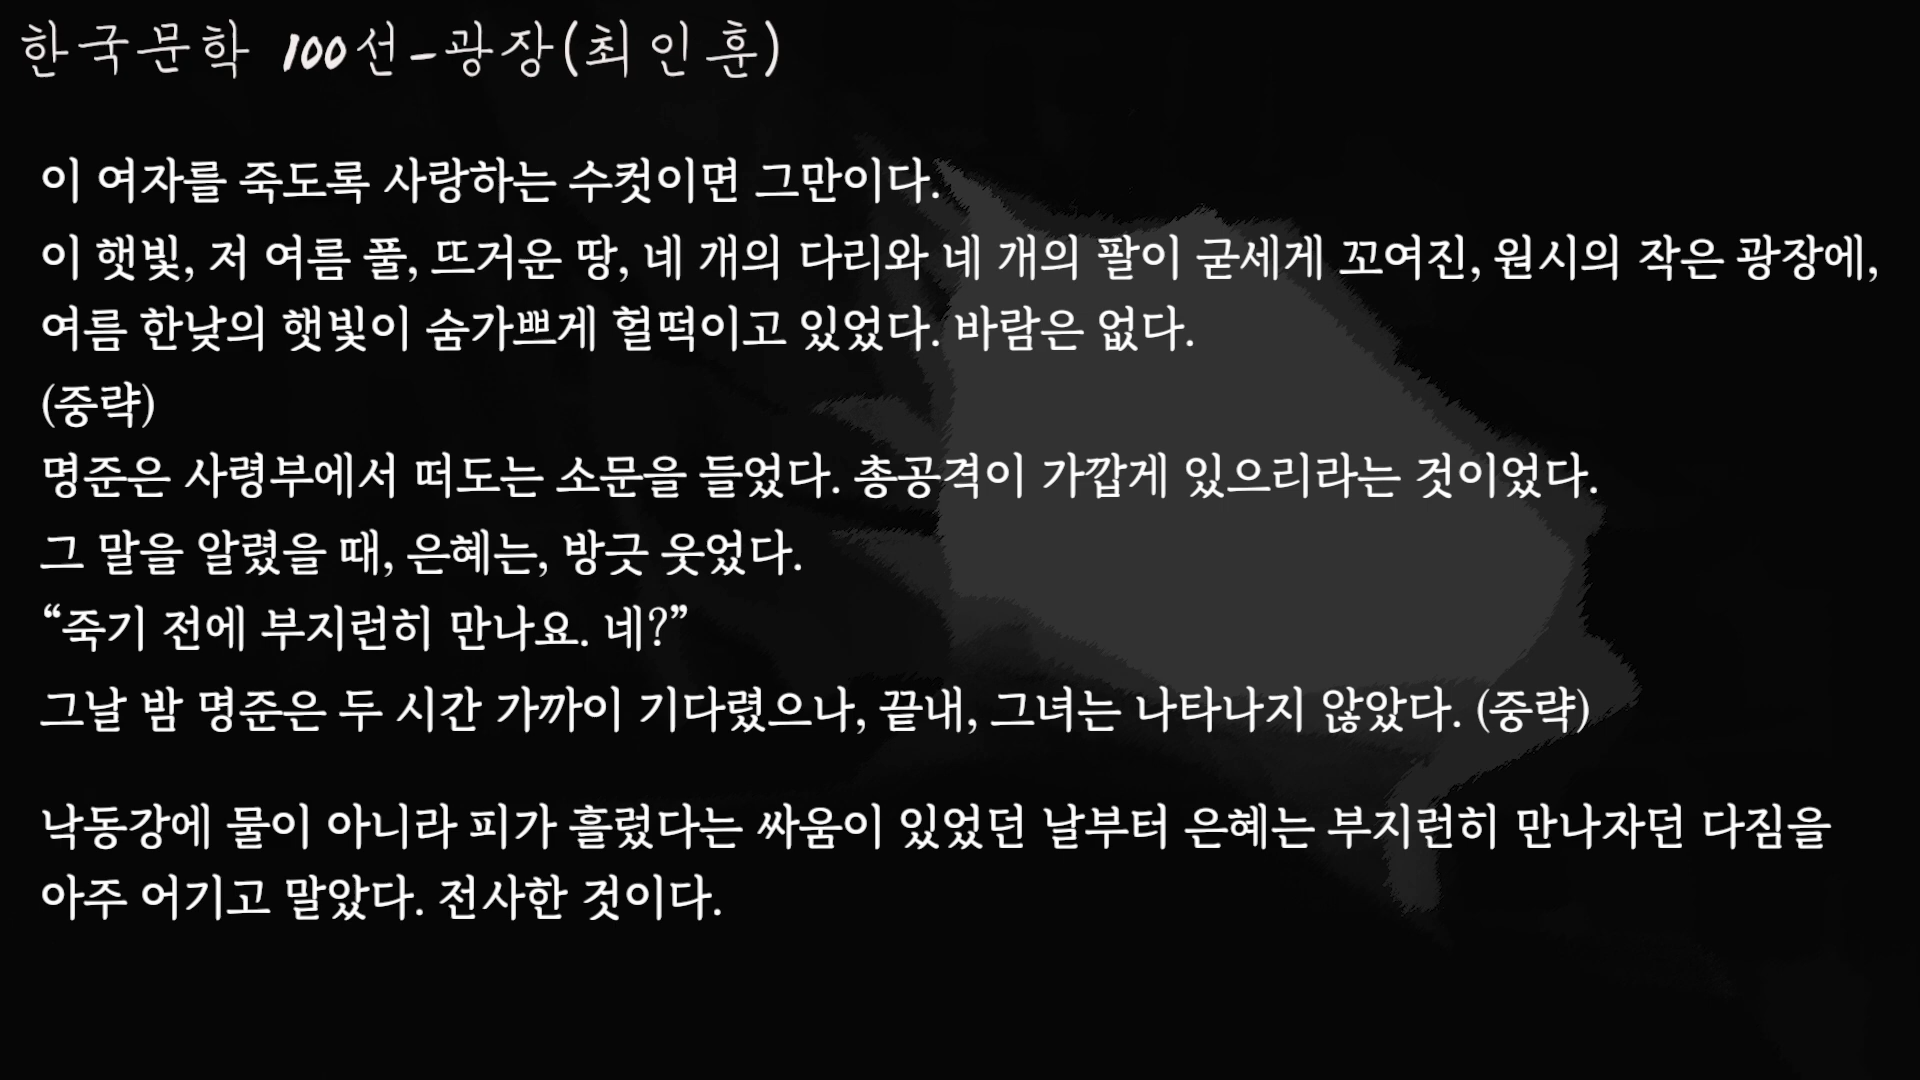 한국문학 100선-광장(최인훈)
이 여자를 죽도록 사랑하는 수컷이면 그만이다.
이 햇빛, 저 여름 풀, 뜨거운 땅, 네 개의 다리와 네 개의 팔이 굳세게 꼬여진, 원시의 작은 광장에,
여름 한낮의 햇빛이 숨가쁘게 헐떡이고 있었다. 바람은 없다.
(중략)
명준은 사령부에서 떠도는 소문을 들었다. 총공격이 가깝게 있으리라는 것이었다.
그 말을 알렸을 때, 은혜는, 방긋 웃었다.
“죽기 전에 부지런히 만나요. 네?”
그날 밤 명준은 두 시간 가까이 기다렸으나, 끝내, 그녀는 나타나지 않았다. (중략)
낙동강에 물이 아니라 피가 흘렀다는 싸움이 있었던 날부터 은혜는 부지런히 만나자던 다짐을
아주 어기고 말았다. 전사한 것이다.